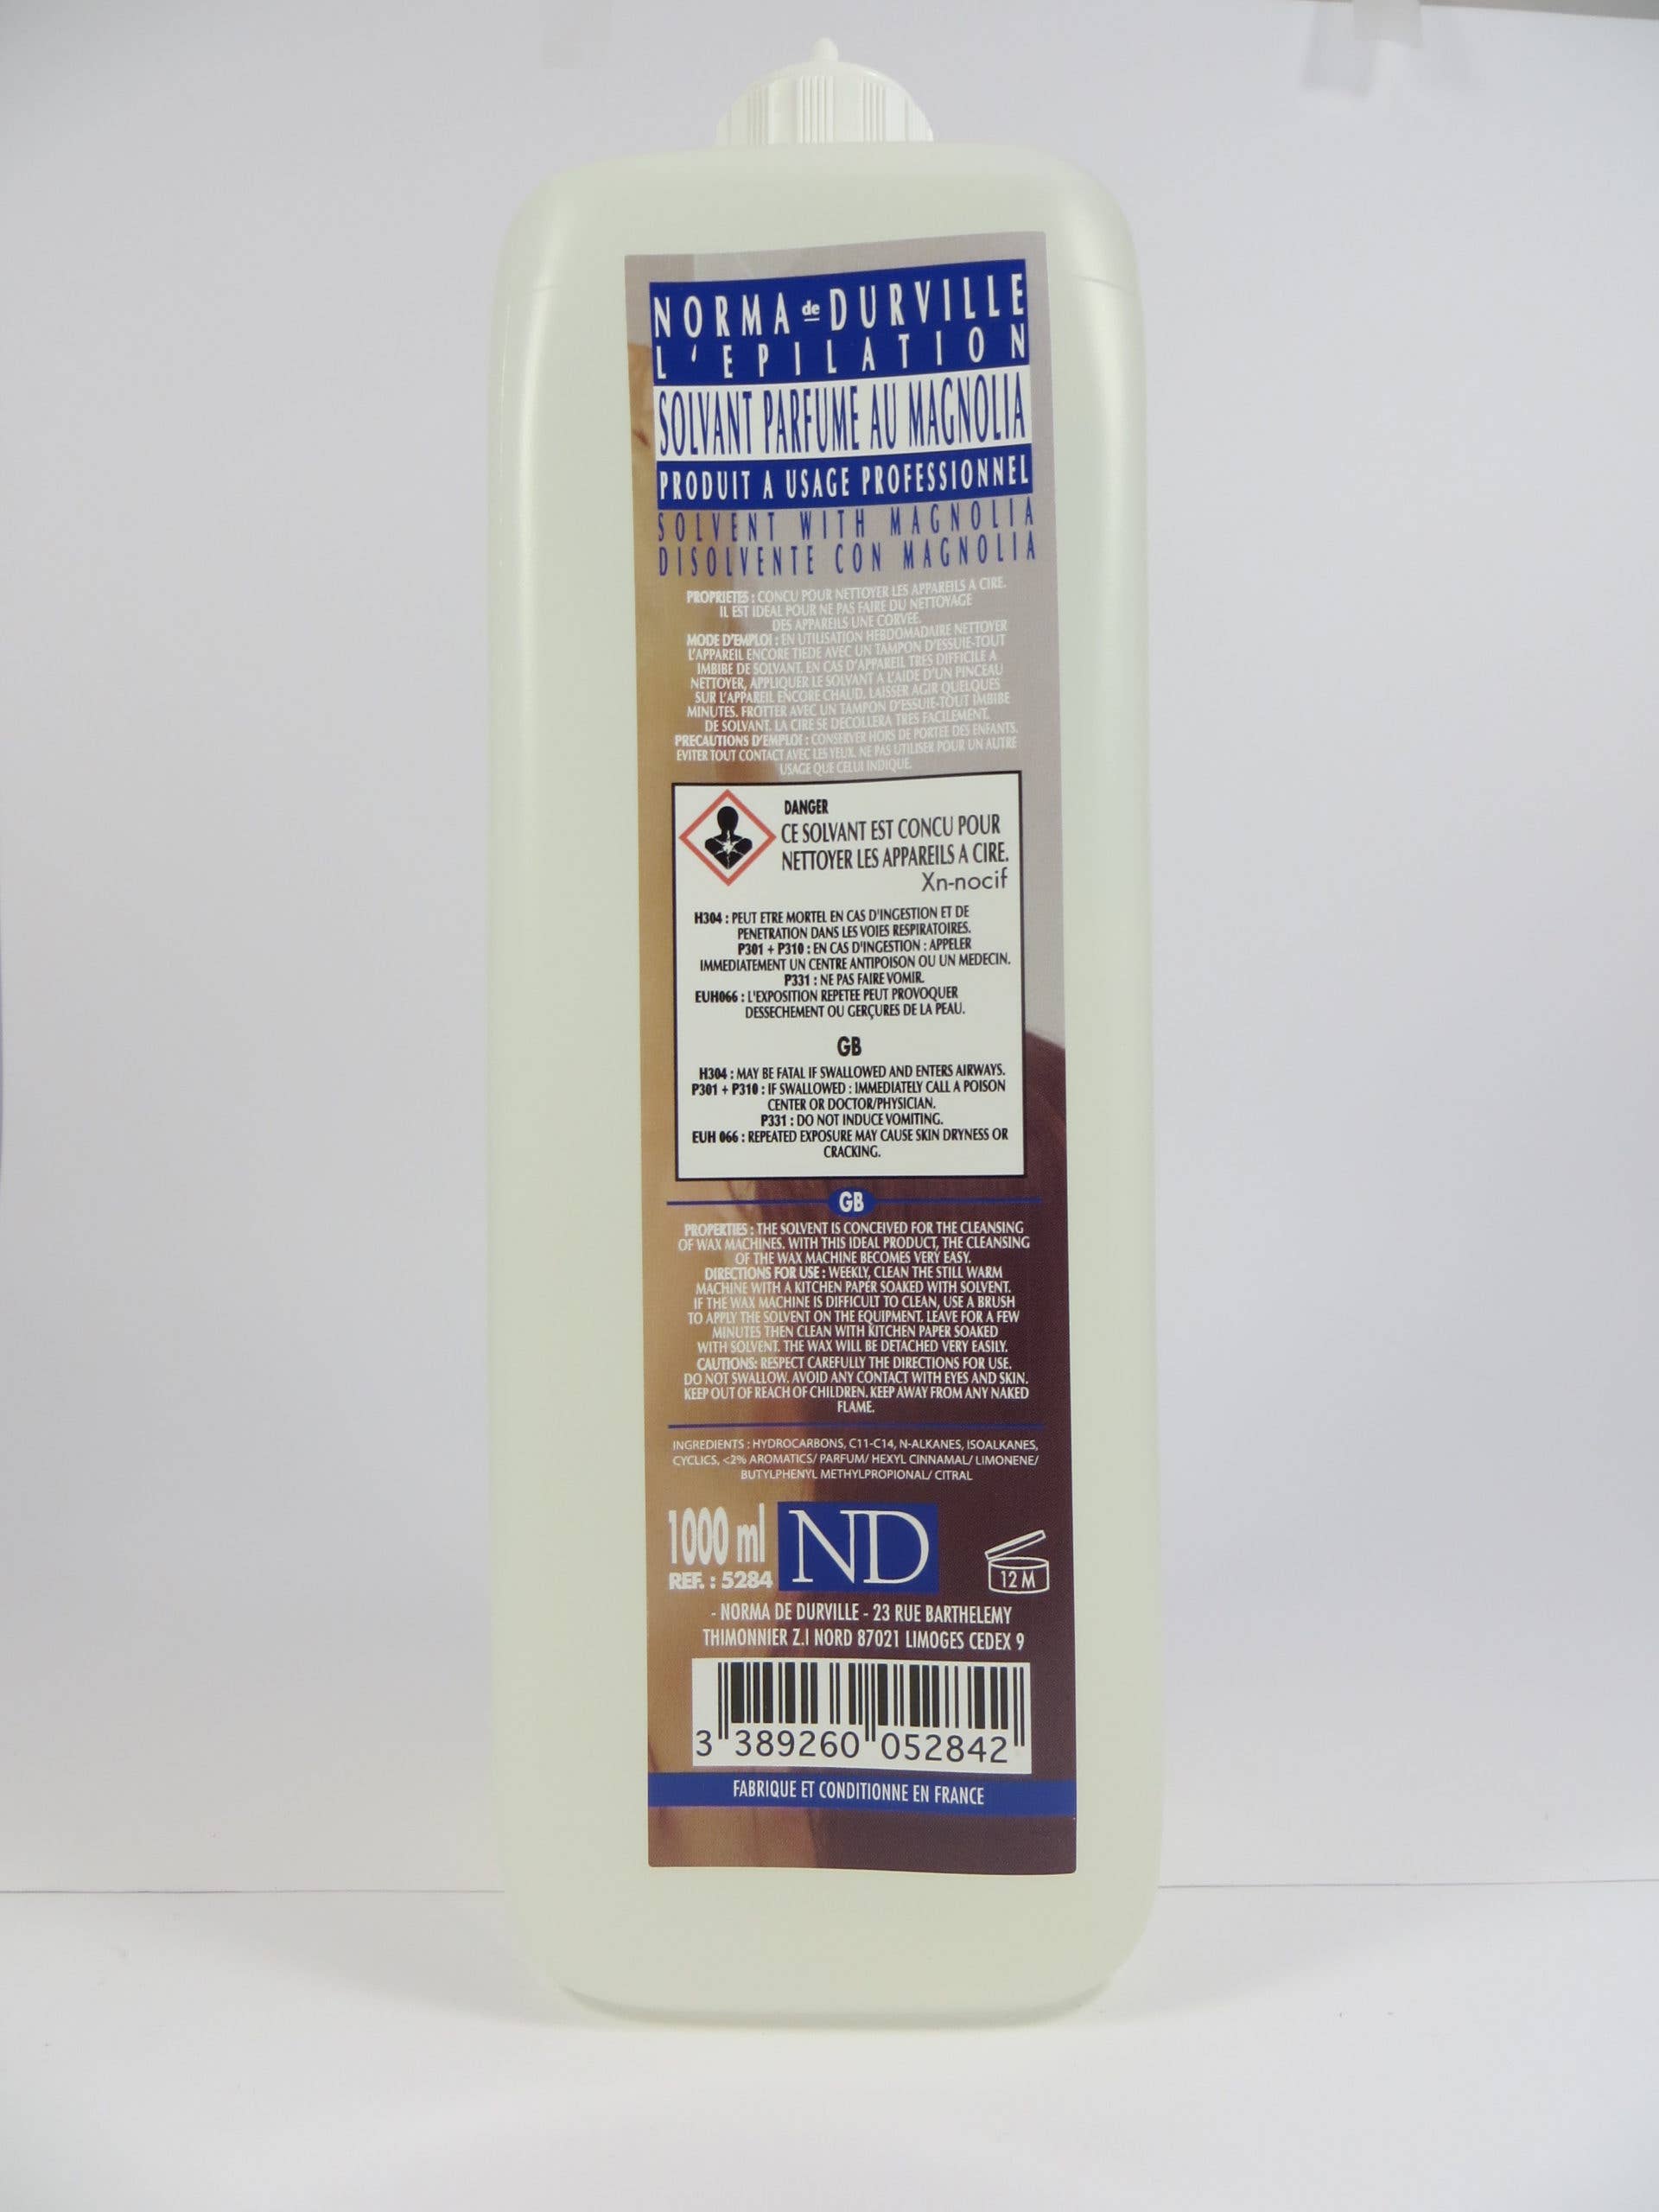 NORMA de DURVILLE
L'EPILATION
SOLVANT PARFUME AU MAGNOLIA
PRODUIT A USAGE PROFESSIONNEL
SOLVENT WITH MAGNOLIA
DISOLVENTE CON MAGNOLIA
PROPRIETES : CONCU POUR NETTOYER LES APPAREILS A CIRE.
IL EST IDEAL POUR NE PAS FAIRE DU NETTOYAGE
DES APPAREILS UNE CORVEE.
MODE D'EMPLOI : EN UTILISATION HEBDOMADAIRE NETTOYER
L'APPAREIL ENCORE TIEDE AVEC UN TAMPON D'ESSUIE-TOUT
IMBIBE DE SOLVANT. EN CAS D'APPAREIL TRES DIFFICILE A
NETTOYER, APPLIQUER LE SOLVANT A L'AIDE D'UN PINCEAU
SUR L'APPAREIL ENCORE CHAUD. LAISSER AGIR QUELQUES
MINUTES. FROTTER AVEC UN TAMPON D'ESSUIE-TOUT IMBIBE
DE SOLVANT. LA CIRE SE DECOLLERA TRES FACILEMENT.
PRECAUTIONS D'EMPLOI : CONSERVER HORS DE PORTEE DES ENFANTS.
EVITER TOUT CONTACT AVEC LES YEUX. NE PAS UTILISER POUR UN AUTRE
USAGE QUE CELUI INDIQUE.
DANGER
CE SOLVANT EST CONCU POUR
NETTOYER LES APPAREILS A CIRE.
Xn-nocif
H304 : PEUT ETRE MORTEL EN CAS D'INGESTION ET DE
PENETRATION DANS LES VOIES RESPIRATOIRES.
P301 + P310 : EN CAS D'INGESTION : APPELER
IMMEDIATEMENT UN CENTRE ANTIPOISON OU UN MEDECIN.
P331 : NE PAS FAIRE VOMIR.
EUH066 : L'EXPOSITION REPETEE PEUT PROVOQUER
DESSECHEMENT OU GERÇURES DE LA PEAU.
GB
H304 : MAY BE FATAL IF SWALLOWED AND ENTERS AIRWAYS.
P301 + P310 : IF SWALLOWED : IMMEDIATELY CALL A POISON
CENTER OR DOCTOR/PHYSICIAN.
P331 : DO NOT INDUCE VOMITING.
EUH 066 : REPEATED EXPOSURE MAY CAUSE SKIN DRYNESS OR
CRACKING.
GB
PROPERTIES : THE SOLVENT IS CONCEIVED FOR THE CLEANSING
OF WAX MACHINES. WITH THIS IDEAL PRODUCT, THE CLEANSING
OF THE WAX MACHINE BECOMES VERY EASY.
DIRECTIONS FOR USE : WEEKLY, CLEAN THE STILL WARM
MACHINE WITH A KITCHEN PAPER SOAKED WITH SOLVENT.
IF THE WAX MACHINE IS DIFFICULT TO CLEAN, USE A BRUSH
TO APPLY THE SOLVENT ON THE EQUIPMENT. LEAVE FOR A FEW
MINUTES THEN CLEAN WITH KITCHEN PAPER SOAKED
WITH SOLVENT. THE WAX WILL BE DETACHED VERY EASILY.
CAUTIONS: RESPECT CAREFULLY THE DIRECTIONS FOR USE.
DO NOT SWALLOW. AVOID ANY CONTACT WITH EYES AND SKIN.
KEEP OUT OF REACH OF CHILDREN. KEEP AWAY FROM ANY NAKED
FLAME.
INGREDIENTS : HYDROCARBONS, C11-C14, N-ALKANES, ISOALKANES,
CYCLICS, <2% AROMATICS/ PARFUM/ HEXYL CINNAMAL/ LIMONENE/
BUTYLPHENYL METHYLPROPIONAL/ CITRAL
1000 ml
REF. : 5284
ND
12 M
- NORMA DE DURVILLE - 23 RUE BARTHELEMY
THIMONNIER Z.I NORD 87021 LIMOGES CEDEX 9
3 389260 052842
FABRIQUE ET CONDITIONNE EN FRANCE